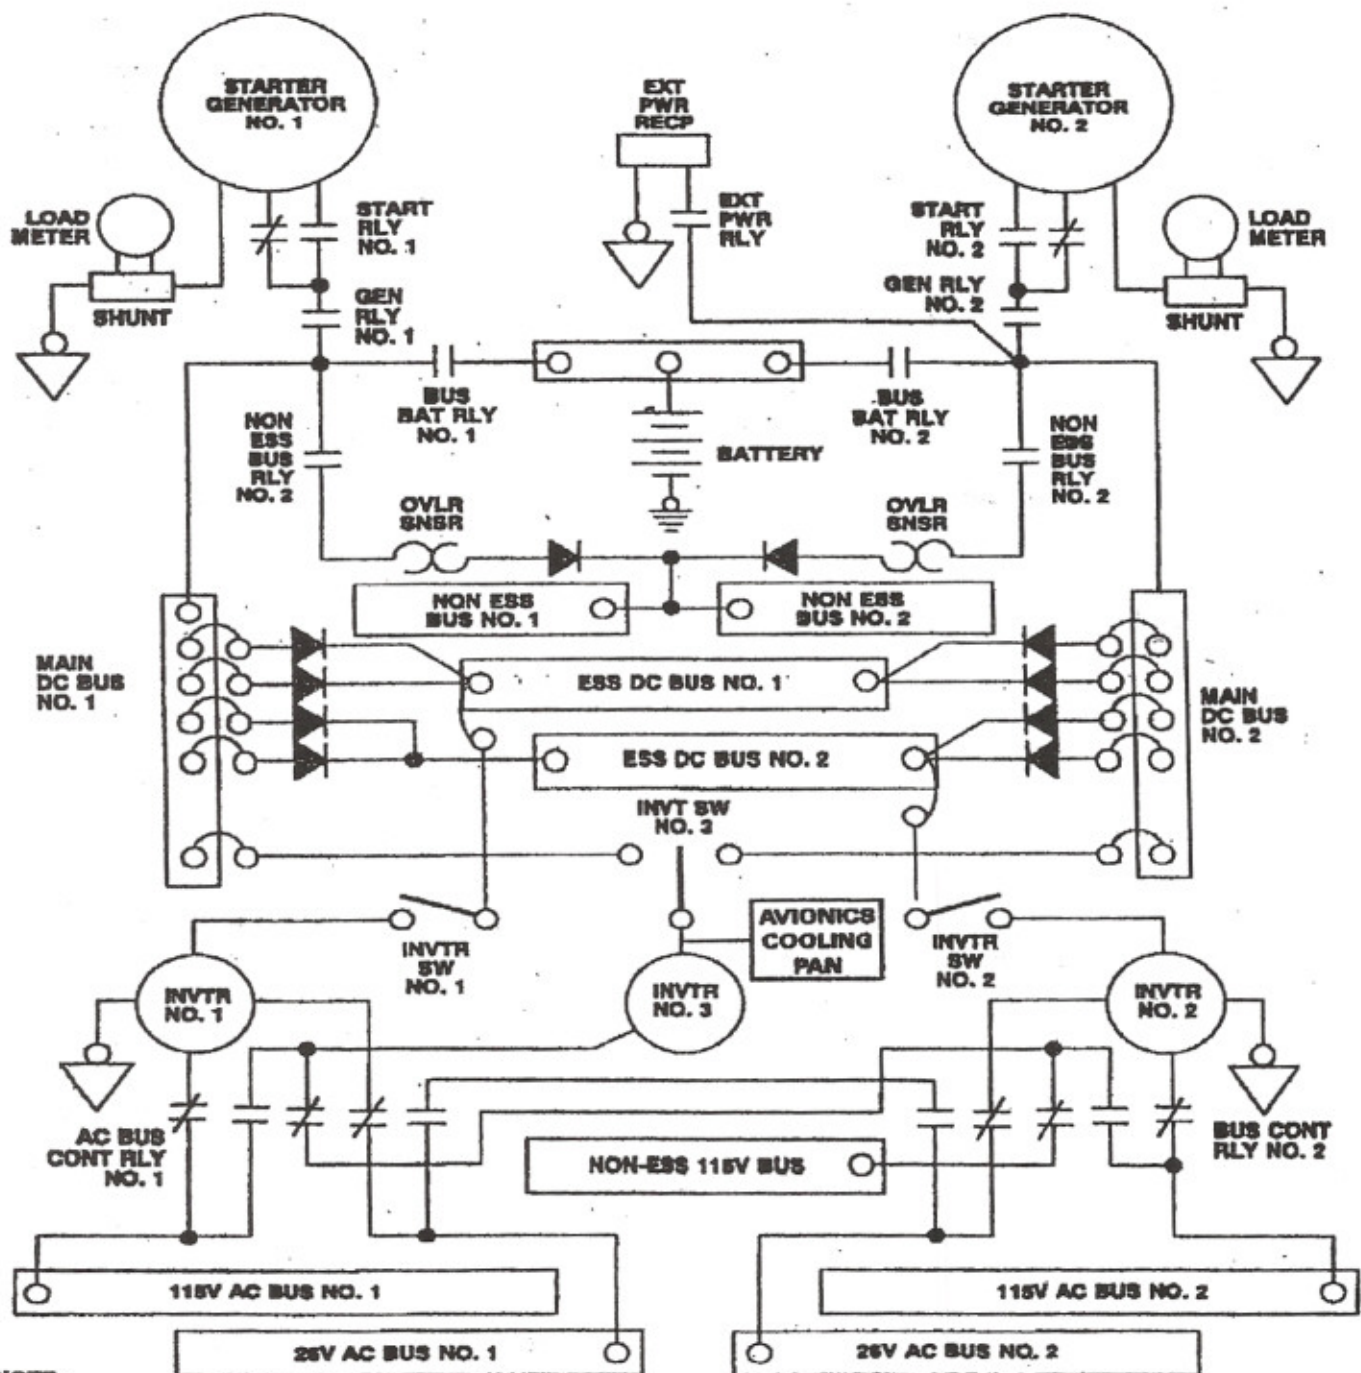 STARTER
GENERATOR
NO. 1
EXT
PWR
RECP
STARTER
GENERATOR
NO. 2
LOAD
METER
START
RLY
NO. 1
EXT
PWR
RLY
START
RLY
NO. 2
LOAD
METER
SHUNT
GEN
RLY
NO. 1
GEN RLY
NO. 2
SHUNT
BUS
BAT RLY
NO. 1
BUS
BAT RLY
NO. 2
NON
ESS
BUS
RLY
NO. 2
BATTERY
NON
ESS
BUS
RLY
NO. 2
OVLR
SNSR
OVLR
SNSR
NON ESS
BUS NO. 1
NON ESS
BUS NO. 2
MAIN
DC BUS
NO. 1
ESS DC BUS NO. 1
MAIN
DC BUS
NO. 2
ESS DC BUS NO. 2
INVT SW
NO. 3
AVIONICS
COOLING
PAN
INVTR
SW
NO. 1
INVTR
SW
NO. 2
INVTR
NO. 1
INVTR
NO. 3
INVTR
NO. 2
AC BUS
CONT RLY
NO. 1
NON-ESS 115V BUS
BUS CONT
RLY NO. 2
115V AC BUS NO. 1
115V AC BUS NO. 2
26V AC BUS NO. 1
26V AC BUS NO. 2